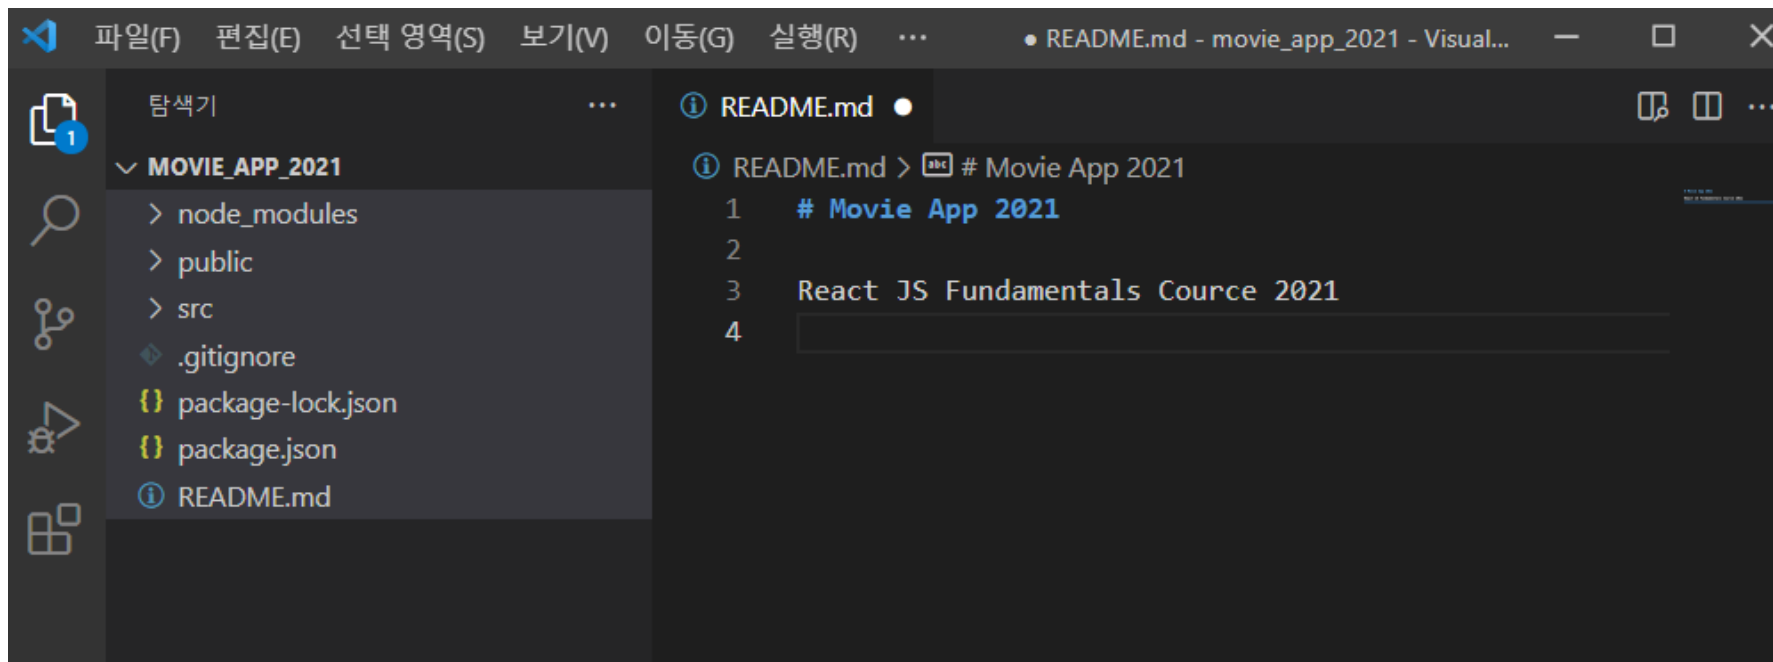 파일(F) 편집(E) 선택 영역(S) 보기(V) 이동(G) 실행(R) ··· ● README.md - movie_app_2021 - Visual...
탐색기 ···
README.md ●
1
MOVIE_APP_2021
node_modules
public
src
.gitignore
{} package-lock.json
{} package.json
README.md
README.md > abc # Movie App 2021
1 # Movie App 2021
2
3 React JS Fundamentals Cource 2021
4